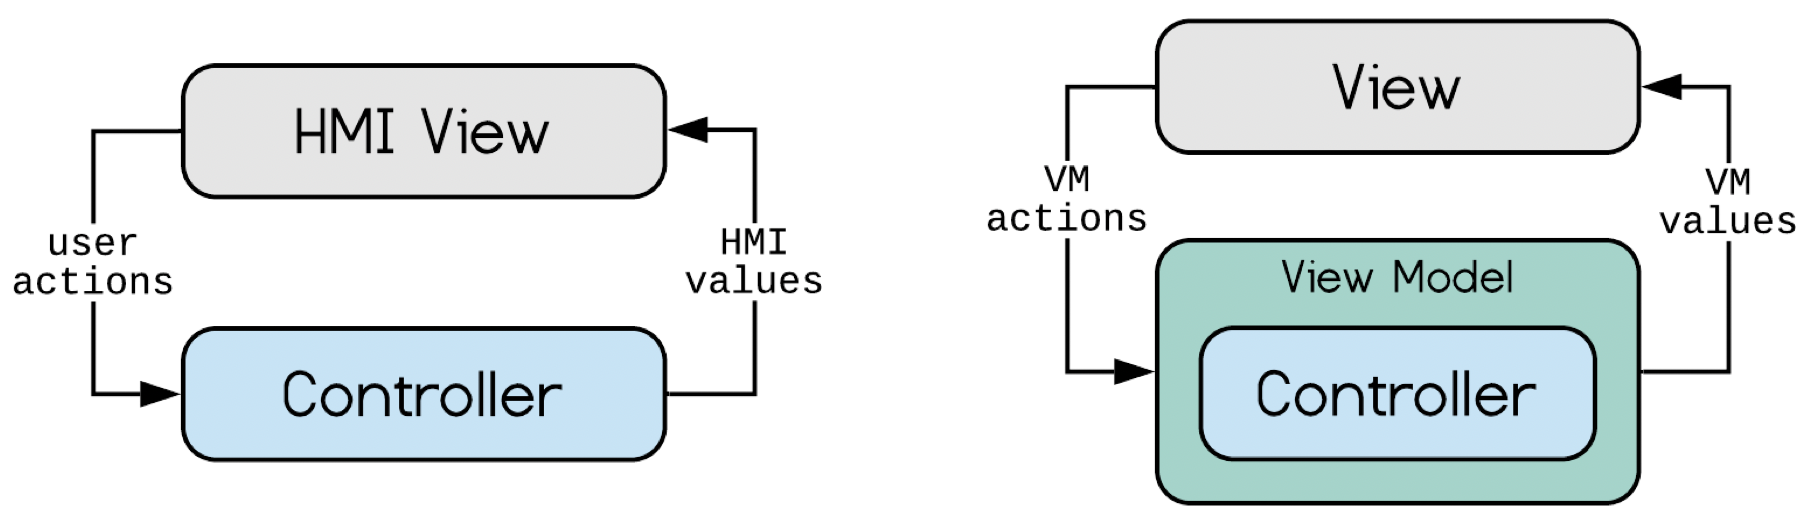 HMI View
user
actions
HMI
values
Controller
View
VM
actions
VM
values
View Model
Controller